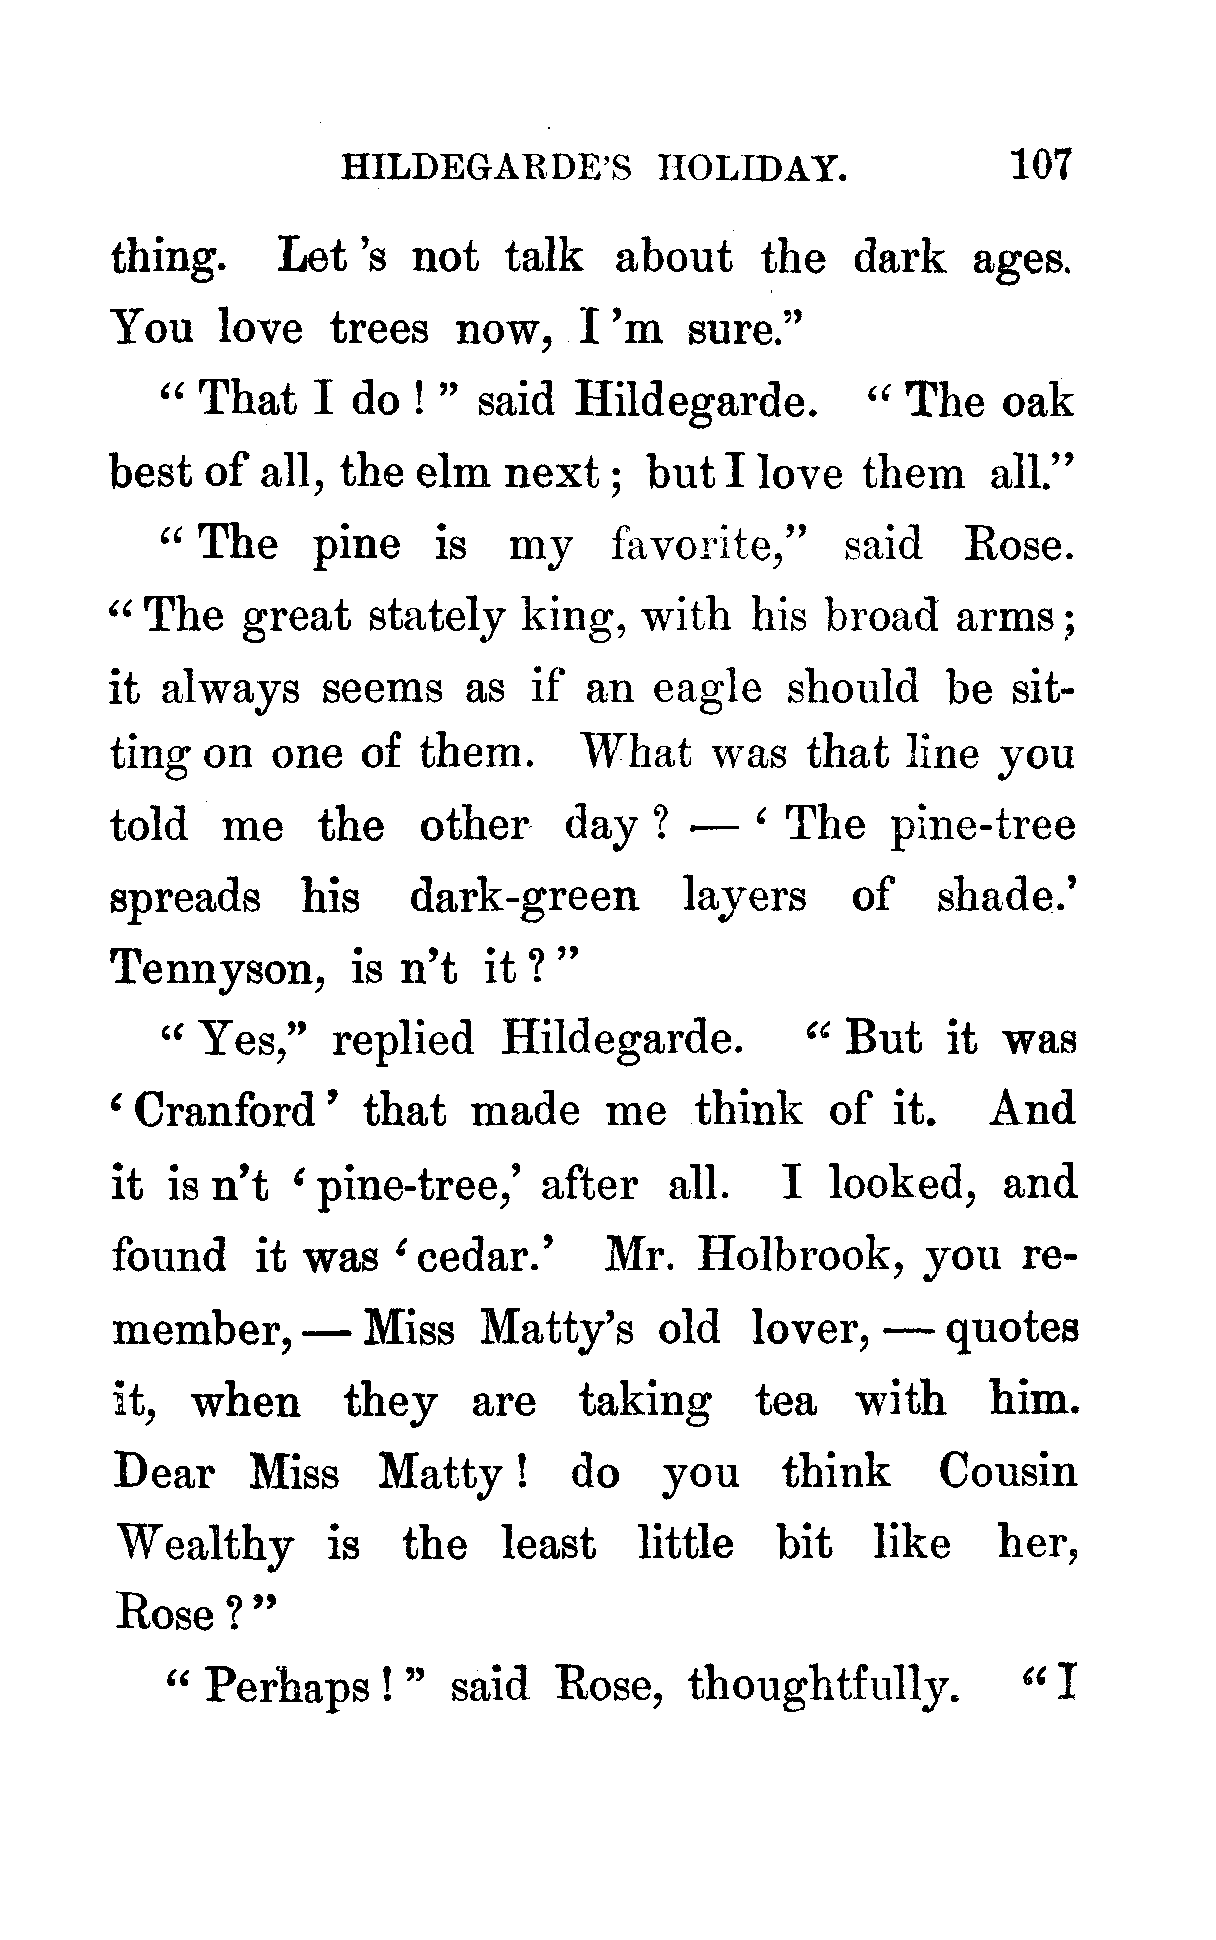 HILDEGARDE'S HOLIDAY. 107
thing. Let 's not talk about the dark ages.
You love trees now, I 'm sure."
" That I do ! " said Hildegarde. " The oak
best of all, the elm next ; but I love them all."
" The pine is my favorite," said Rose.
" The great stately king, with his broad arms ;
it always seems as if an eagle should be sit-
ting on one of them. What was that line you
told me the other day ? — ' The pine-tree
spreads his dark-green layers of shade.'
Tennyson, is n't it ? "
" Yes," replied Hildegarde. " But it was
' Cranford ' that made me think of it. And
it is n't ' pine-tree,' after all. I looked, and
found it was ' cedar.' Mr. Holbrook, you re-
member, — Miss Matty's old lover, — quotes
it, when they are taking tea with him.
Dear Miss Matty ! do you think Cousin
Wealthy is the least little bit like her,
Rose ? "
" Perhaps ! " said Rose, thoughtfully. " I